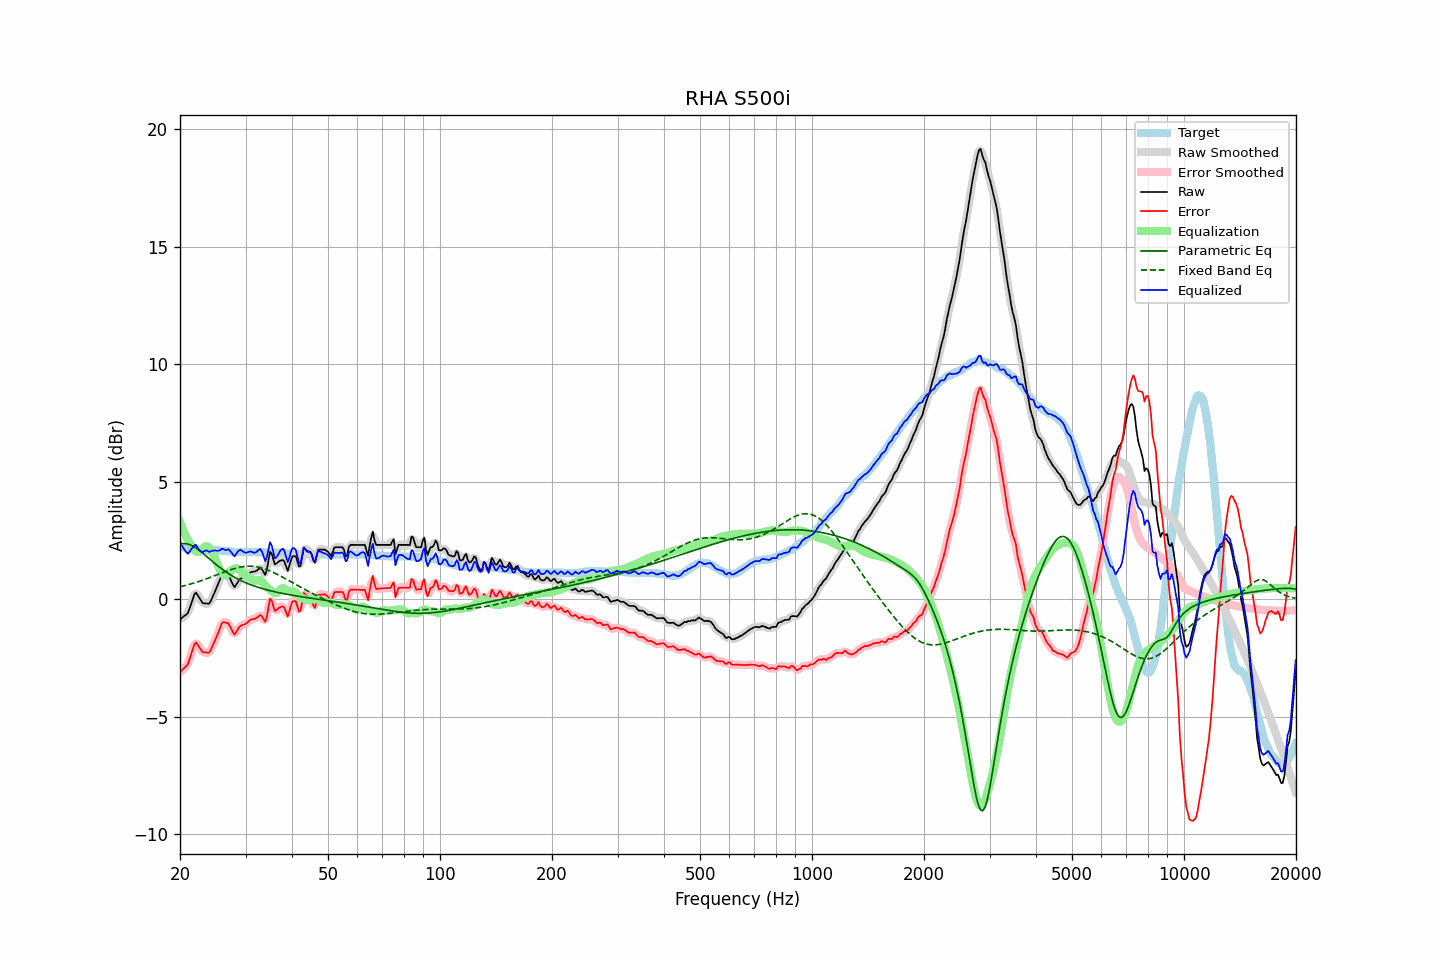 RHA S500i
Amplitude (dBr)
20
15
10
5
0
−5
−10
Target
Raw Smoothed
Error Smoothed
Raw
Error
Equalization
Parametric Eq
Fixed Band Eq
Equalized
20 50 100 200 500 1000 2000 5000 10000 20000
Frequency (Hz)